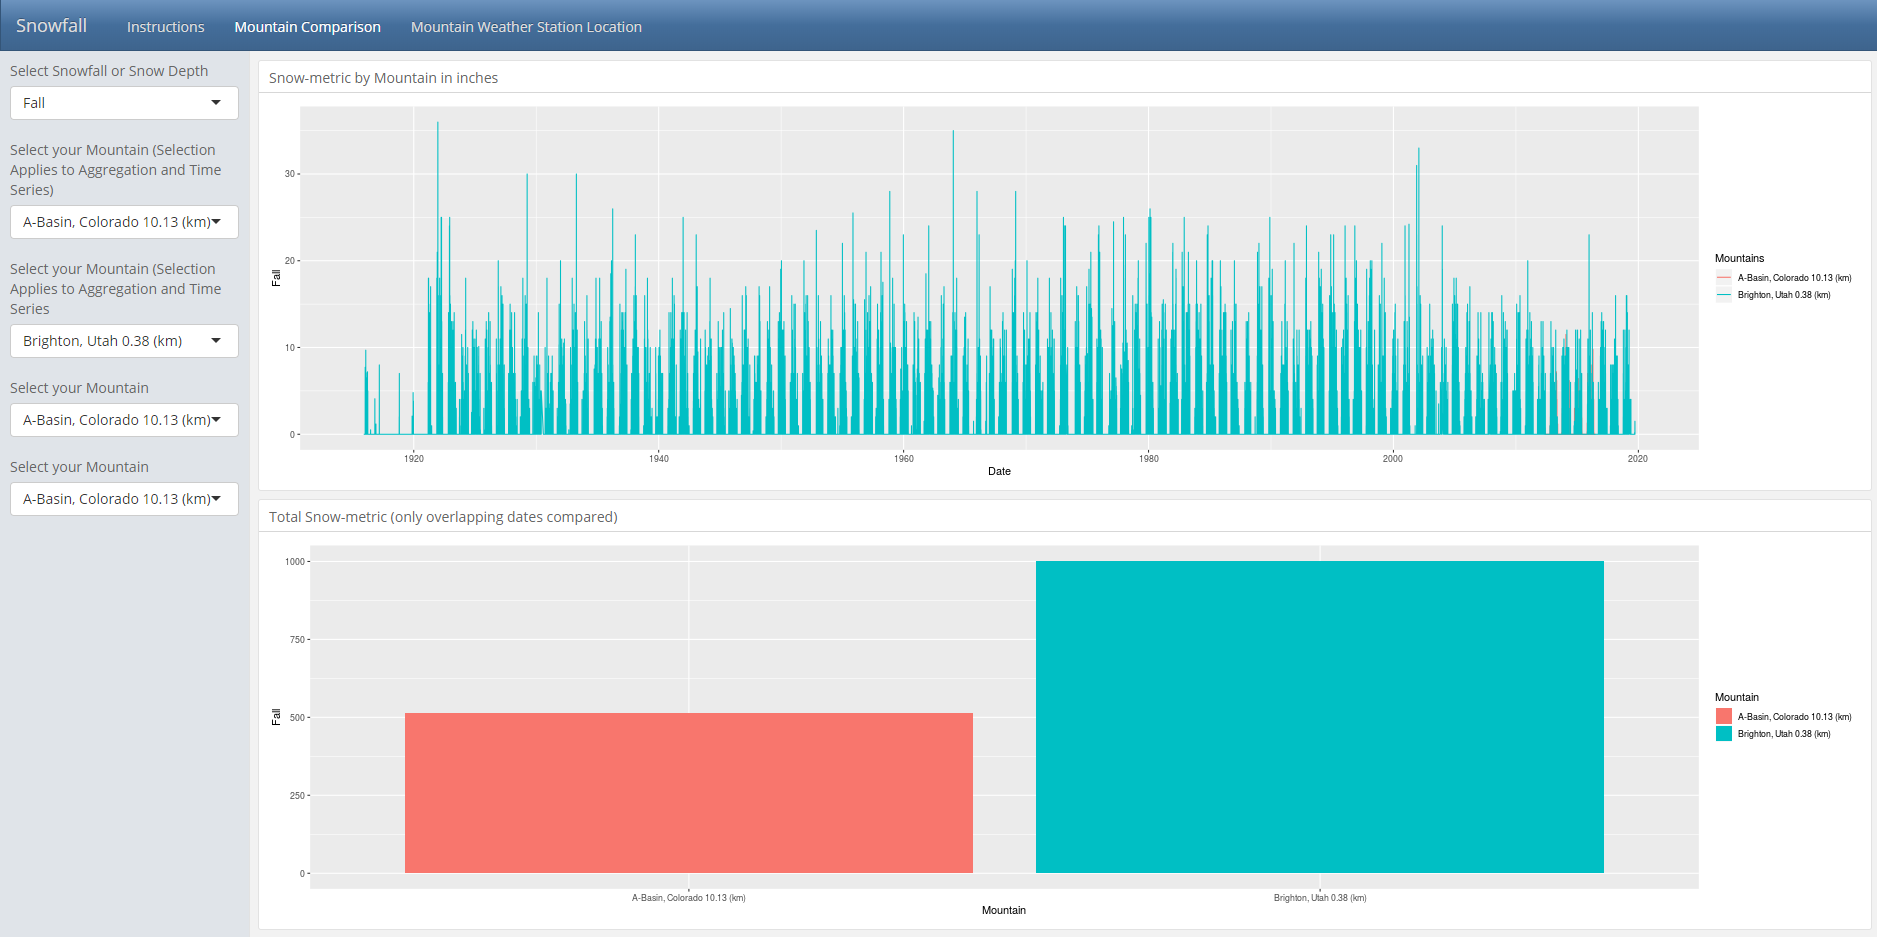 Snowfall Instructions Mountain Comparison Mountain Weather Station Location
Select Snowfall or Snow Depth
Fall
Select your Mountain (Selection
Applies to Aggregation and Time
Series)
A-Basin, Colorado 10.13 (km)
Select your Mountain (Selection
Applies to Aggregation and Time
Series
Brighton, Utah 0.38 (km)
Select your Mountain
A-Basin, Colorado 10.13 (km)
Select your Mountain
A-Basin, Colorado 10.13 (km)
Snow-metric by Mountain in inches
Fall
30
20
10
0
1920 1940 1960 1980 2000 2020
Date
Mountains
A-Basin, Colorado 10.13 (km)
Brighton, Utah 0.38 (km)
Total Snow-metric (only overlapping dates compared)
Fall
1000
750
500
250
0
A-Basin, Colorado 10.13 (km) Brighton, Utah 0.38 (km)
Mountain
Mountain
A-Basin, Colorado 10.13 (km)
Brighton, Utah 0.38 (km)